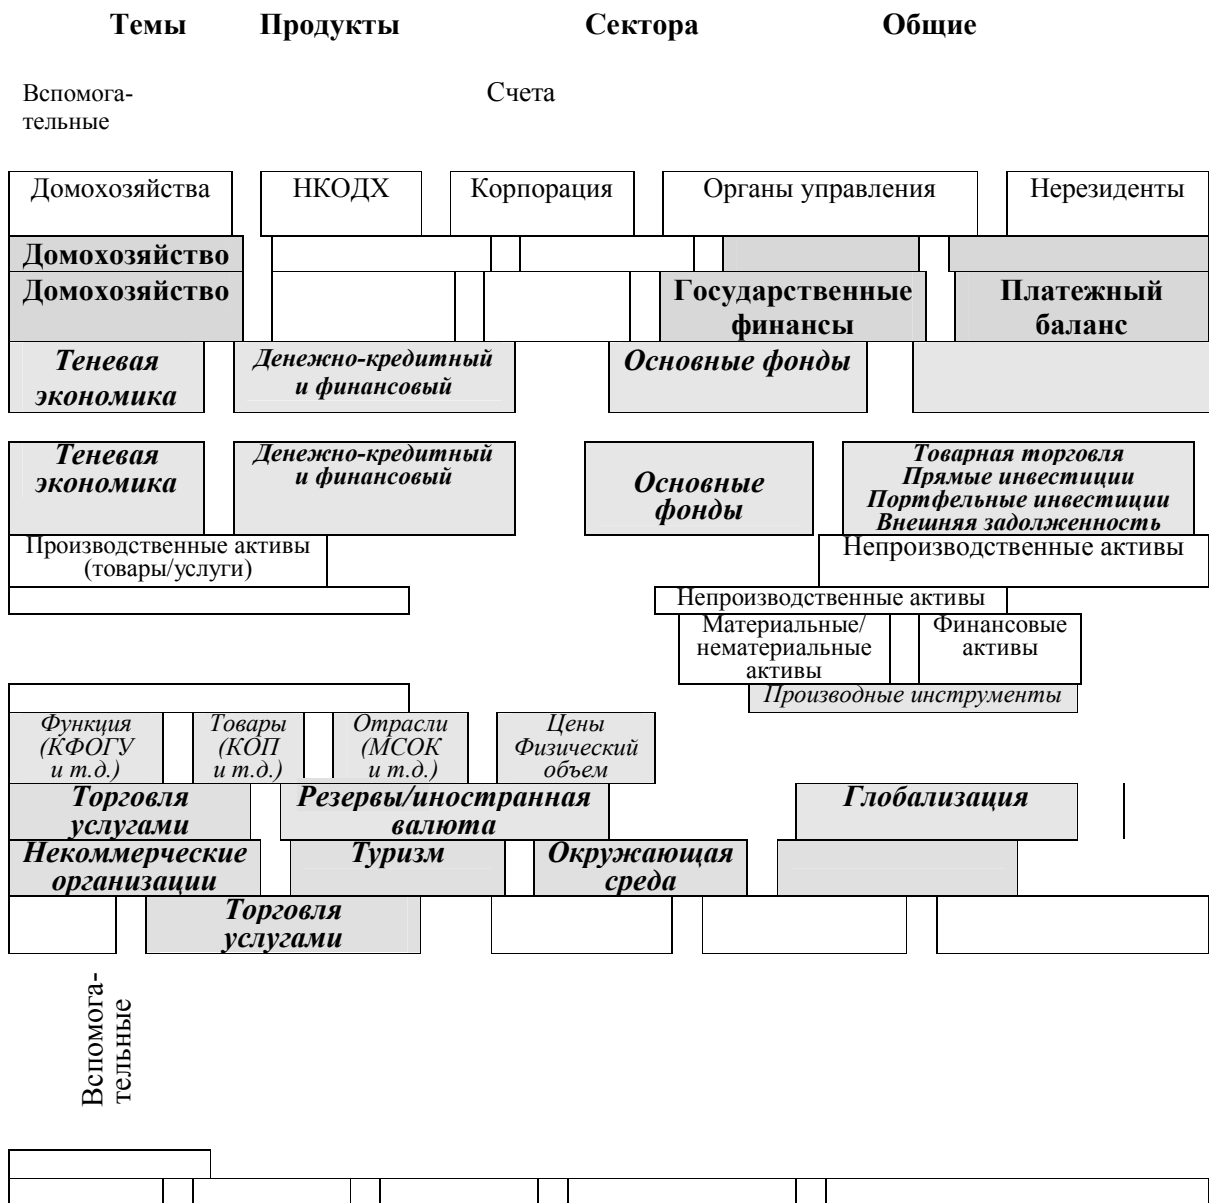 Темы Продукты Сектора Общие
Вспомога- Счета
тельные
Домохозяйства НКОДХ Корпорация Органы управления Нерезиденты
Домохозяйство
Домохозяйство Государственные Платежный
финансы баланс
Теневая Денежно-кредитный Основные фонды
экономика и финансовый
Теневая Денежно-кредитный Товарная торговля
экономика и финансовый Основные Прямые инвестиции
фонды Портфельные инвестиции
Внешняя задолженность
Производственные активы Непроизводственные активы
(товары/услуги)
Непроизводственные активы
Материальные/ Финансовые
нематериальные активы
активы
Производные инструменты
Функция Товары Отрасли Цены
(КФОГУ (КОП (МСОК Физический
и т.д.) и т.д.) и т.д.) объем
Торговля Резервы/иностранная Глобализация
услугами валюта
Некоммерческие Туризм Окружающая
организации среда
Торговля
услугами
Вспомога-
тельные